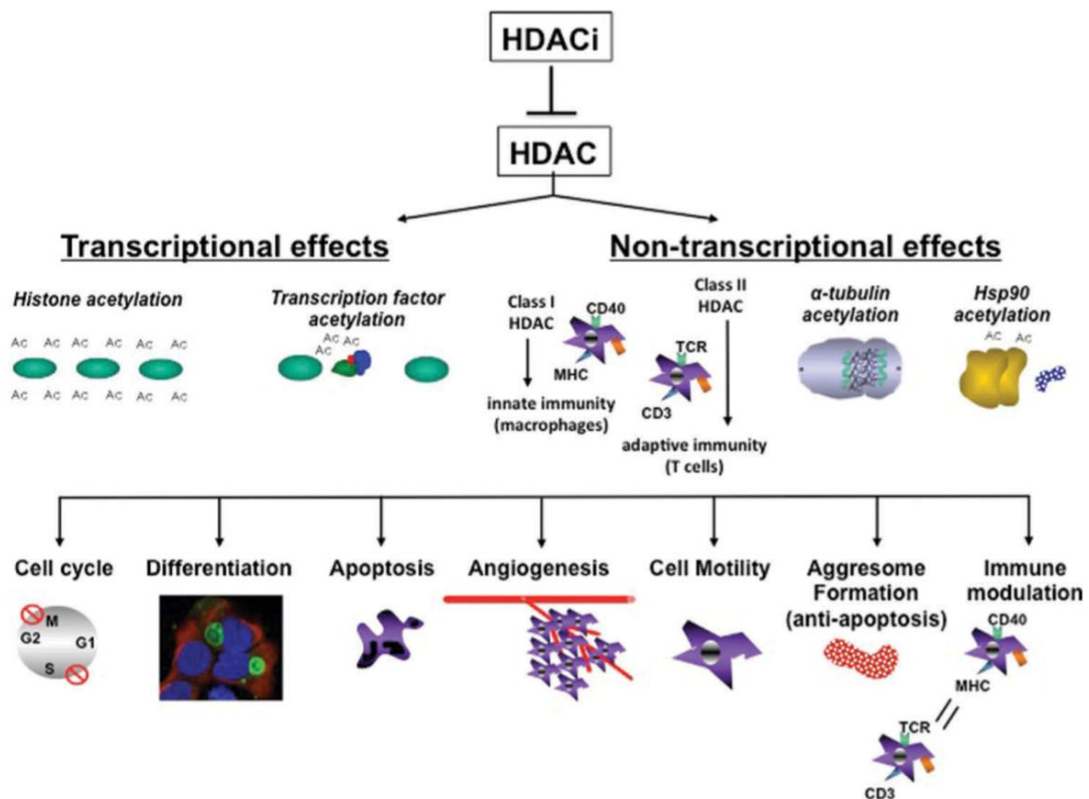 HDACi
HDAC
Transcriptional effects
Non-transcriptional effects
Histone acetylation
Ac Ac Ac Ac Ac Ac
Ac Ac Ac Ac Ac Ac
Transcription factor
acetylation
Ac Ac
Ac
Class I
HDAC
CD40
MHC
innate immunity
(macrophages)
Class II
HDAC
TCR
CD3
adaptive immunity
(T cells)
α-tubulin
acetylation
Hsp90
acetylation
Ac Ac
Cell cycle
M
G2
G1
S
Differentiation
Apoptosis
Angiogenesis
Cell Motility
Aggresome
Formation
(anti-apoptosis)
Immune
modulation
CD40
MHC
TCR
CD3